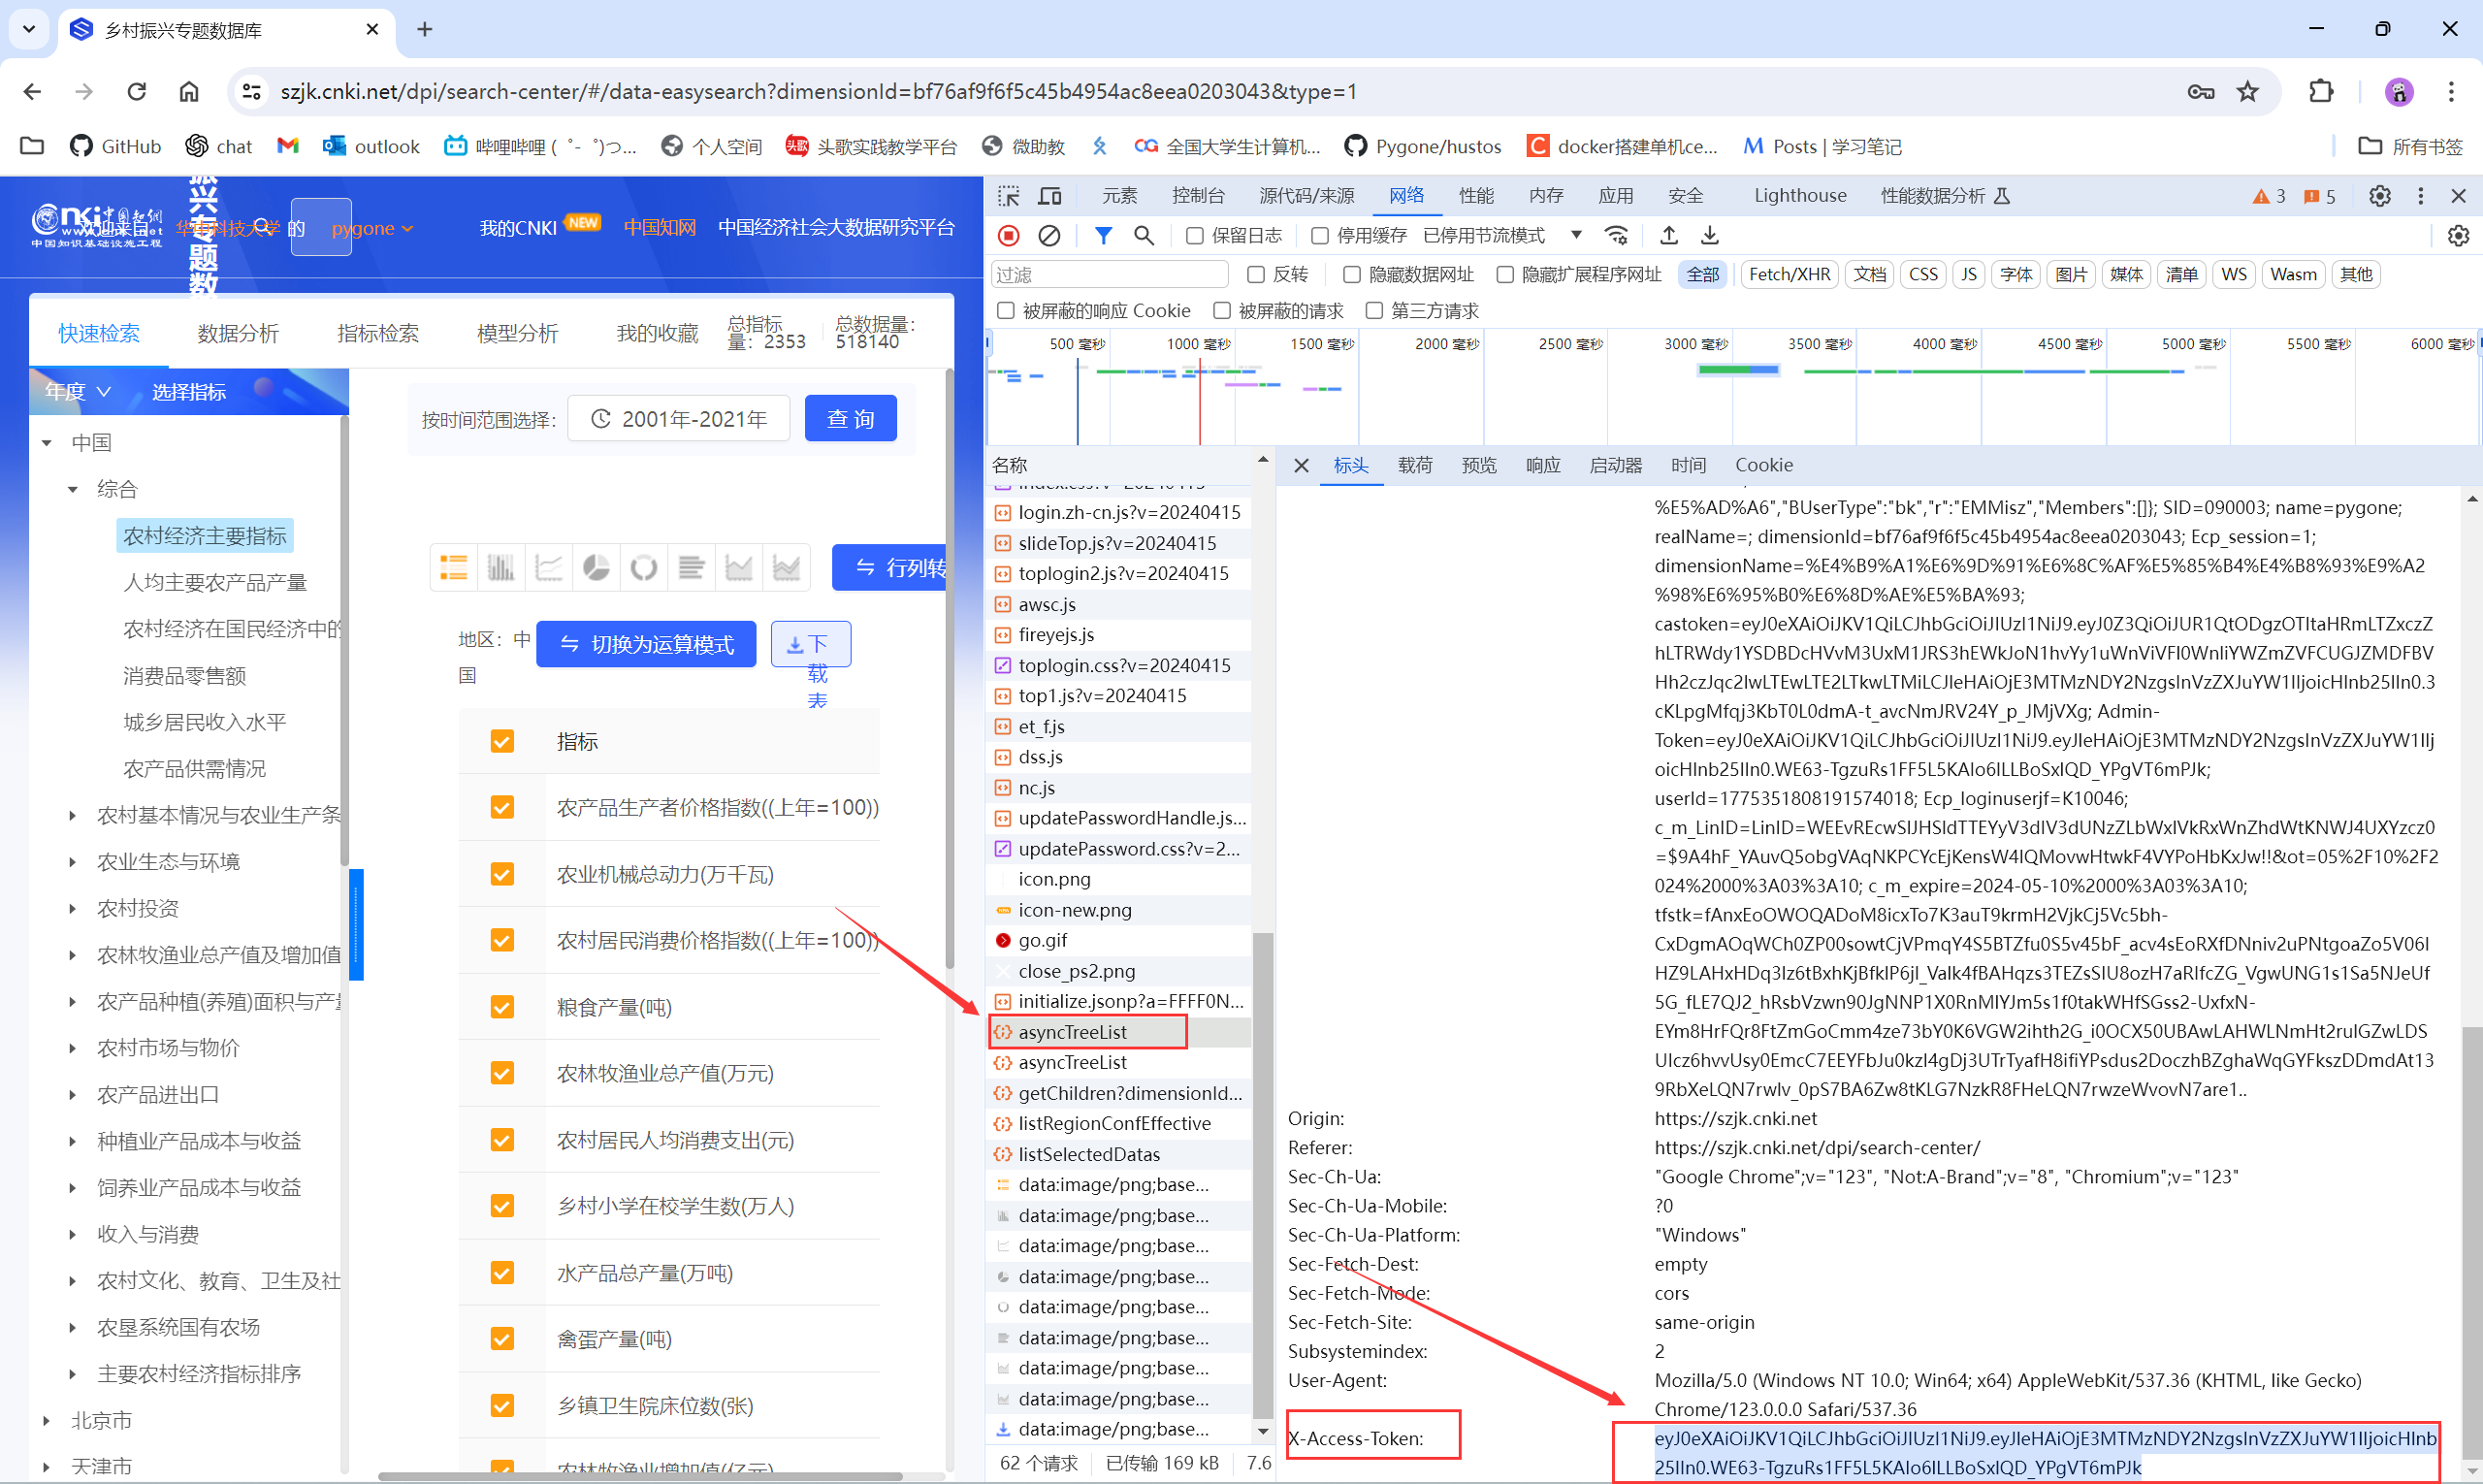 乡村振兴专题数据库
szjk.cnki.net/dpi/search-center/#/data-easysearch?dimensionId=bf76af9f6f5c45b4954ac8eea0203043&type=1
GitHub chat outlook 哔哩哔哩 ( ゜- ゜)つ... 个人空间 头歌实践教学平台 微助教 全国大学生计算机... Pygone/hustos docker搭建单机ce... Posts | 学习笔记 所有书签
振兴专题数
中国知网
www. .net
中国知识基础设施工程
欢迎来自 华中科技大学 的 pygone 我的CNKI NEW 中国知网 中国经济社会大数据研究平台
快速检索 数据分析 指标检索 模型分析 我的收藏 总指标量：2353 总数据量：518140
年度 选择指标
中国
综合
农村经济主要指标
人均主要农产品产量
农村经济在国民经济中的
消费品零售额
城乡居民收入水平
农产品供需情况
农村基本情况与农业生产条
农业生态与环境
农村投资
农林牧渔业总产值及增加值
农产品种植(养殖)面积与产量
农村市场与物价
农产品进出口
种植业产品成本与收益
饲养业产品成本与收益
收入与消费
农村文化、教育、卫生及社
农垦系统国有农场
主要农村经济指标排序
北京市
天津市
按时间范围选择： 2001年-2021年 查 询
行列转
地区：中国 切换为运算模式 下载表
指标
农产品生产者价格指数((上年=100))
农业机械总动力(万千瓦)
农村居民消费价格指数((上年=100))
粮食产量(吨)
农林牧渔业总产值(万元)
农村居民人均消费支出(元)
乡村小学在校学生数(万人)
水产品总产量(万吨)
禽蛋产量(吨)
乡镇卫生院床位数(张)
农林牧渔业增加值(亿元)
元素 控制台 源代码/来源 网络 性能 内存 应用 安全 Lighthouse 性能数据分析 3 5
保留日志 停用缓存 已停用节流模式
过滤 反转 隐藏数据网址 隐藏扩展程序网址 全部 Fetch/XHR 文档 CSS JS 字体 图片 媒体 清单 WS Wasm 其他
被屏蔽的响应 Cookie 被屏蔽的请求 第三方请求
500 毫秒 1000 毫秒 1500 毫秒 2000 毫秒 2500 毫秒 3000 毫秒 3500 毫秒 4000 毫秒 4500 毫秒 5000 毫秒 5500 毫秒 6000 毫秒
名称
index.css?v=20240415
login.zh-cn.js?v=20240415
slideTop.js?v=20240415
toplogin2.js?v=20240415
awsc.js
fireyejs.js
toplogin.css?v=20240415
top1.js?v=20240415
et_f.js
dss.js
nc.js
updatePasswordHandle.js...
updatePassword.css?v=2...
icon.png
icon-new.png
go.gif
close_ps2.png
initialize.jsonp?a=FFFF0N...
asyncTreeList
asyncTreeList
getChildren?dimensionId...
listRegionConfEffective
listSelectedDatas
data:image/png;base...
data:image/png;base...
data:image/png;base...
data:image/png;base...
data:image/png;base...
data:image/png;base...
data:image/png;base...
data:image/png;base...
data:image/png;base...
62 个请求 已传输 169 kB 7.6
标头 载荷 预览 响应 启动器 时间 Cookie
%E5%AD%A6","BUserType":"bk","r":"EMMisz","Members":[]}; SID=090003; name=pygone;
realName=; dimensionId=bf76af9f6f5c45b4954ac8eea0203043; Ecp_session=1;
dimensionName=%E4%B9%A1%E6%9D%91%E6%8C%AF%E5%85%B4%E4%B8%93%E9%A2
%98%E6%95%B0%E6%8D%AE%E5%BA%93;
userId=1775351808191574018; Ecp_loginuserjf=K10046;
024%2000%3A03%3A10; c_m_expire=2024-05-10%2000%3A03%3A10;
Origin: https://szjk.cnki.net
Referer: https://szjk.cnki.net/dpi/search-center/
Sec-Ch-Ua: "Google Chrome";v="123", "Not:A-Brand";v="8", "Chromium";v="123"
Sec-Ch-Ua-Mobile: ?0
Sec-Ch-Ua-Platform: "Windows"
Sec-Fetch-Dest: empty
Sec-Fetch-Mode: cors
Sec-Fetch-Site: same-origin
Subsystemindex: 2
User-Agent: Mozilla/5.0 (Windows NT 10.0; Win64; x64) AppleWebKit/537.36 (KHTML, like Gecko)
Chrome/123.0.0.0 Safari/537.36
X-Access-Token: